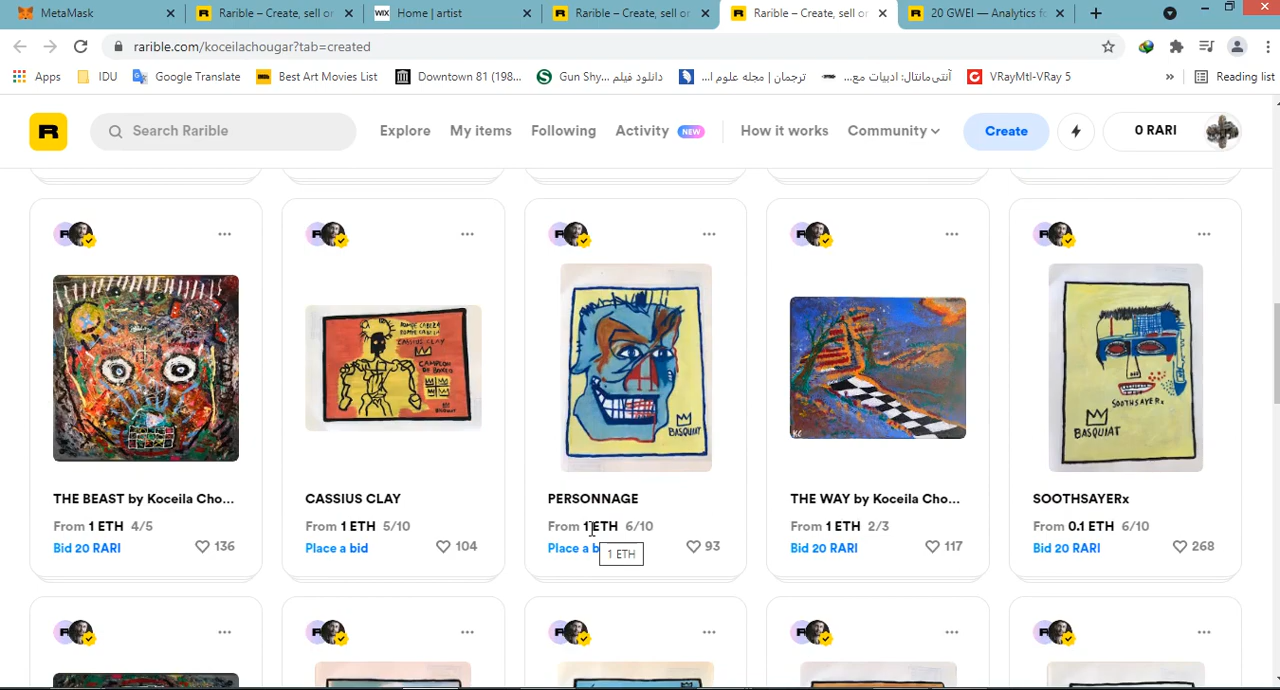 MetaMask
Rarible – Create, sell or
Home | artist
Rarible – Create, sell or
Rarible – Create, sell or
20 GWEI — Analytics fo
rarible.com/koceilachougar?tab=created
Apps
IDU
Google Translate
Best Art Movies List
Downtown 81 (198...
دانلود فیلم Gun Shy...
ترجمان | مجله علوم ا...
آنتی‌مانتال: ادبیات مع...
VRayMtl-VRay 5
»
Reading list
R
Search Rarible
Explore
My items
Following
Activity NEW
How it works
Community
Create
0 RARI
THE BEAST by Koceila Cho...
From 1 ETH 4/5
Bid 20 RARI
136
CASSIUS CLAY
From 1 ETH 5/10
Place a bid
104
BASQUIAT
PERSONNAGE
From 1 ETH 6/10
Place a b
1 ETH
93
THE WAY by Koceila Cho...
From 1 ETH 2/3
Bid 20 RARI
117
SOOTHSAYERx
BASQUIAT
SOOTHSAYERx
From 0.1 ETH 6/10
Bid 20 RARI
268